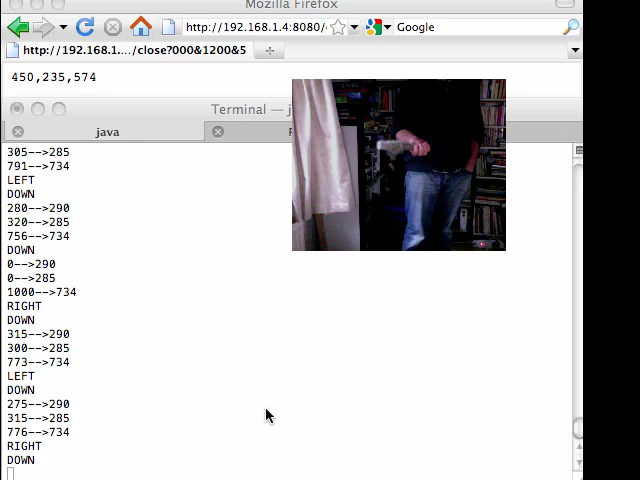 Mozilla Firefox
http://192.168.1.4:8080/
Google
http://192.168.1..../close?000&1200&5
450,235,574
Terminal — j
java
305-->285
791-->734
LEFT
DOWN
280-->290
320-->285
756-->734
DOWN
0-->290
0-->285
1000-->734
RIGHT
DOWN
315-->290
300-->285
773-->734
LEFT
DOWN
275-->290
315-->285
776-->734
RIGHT
DOWN